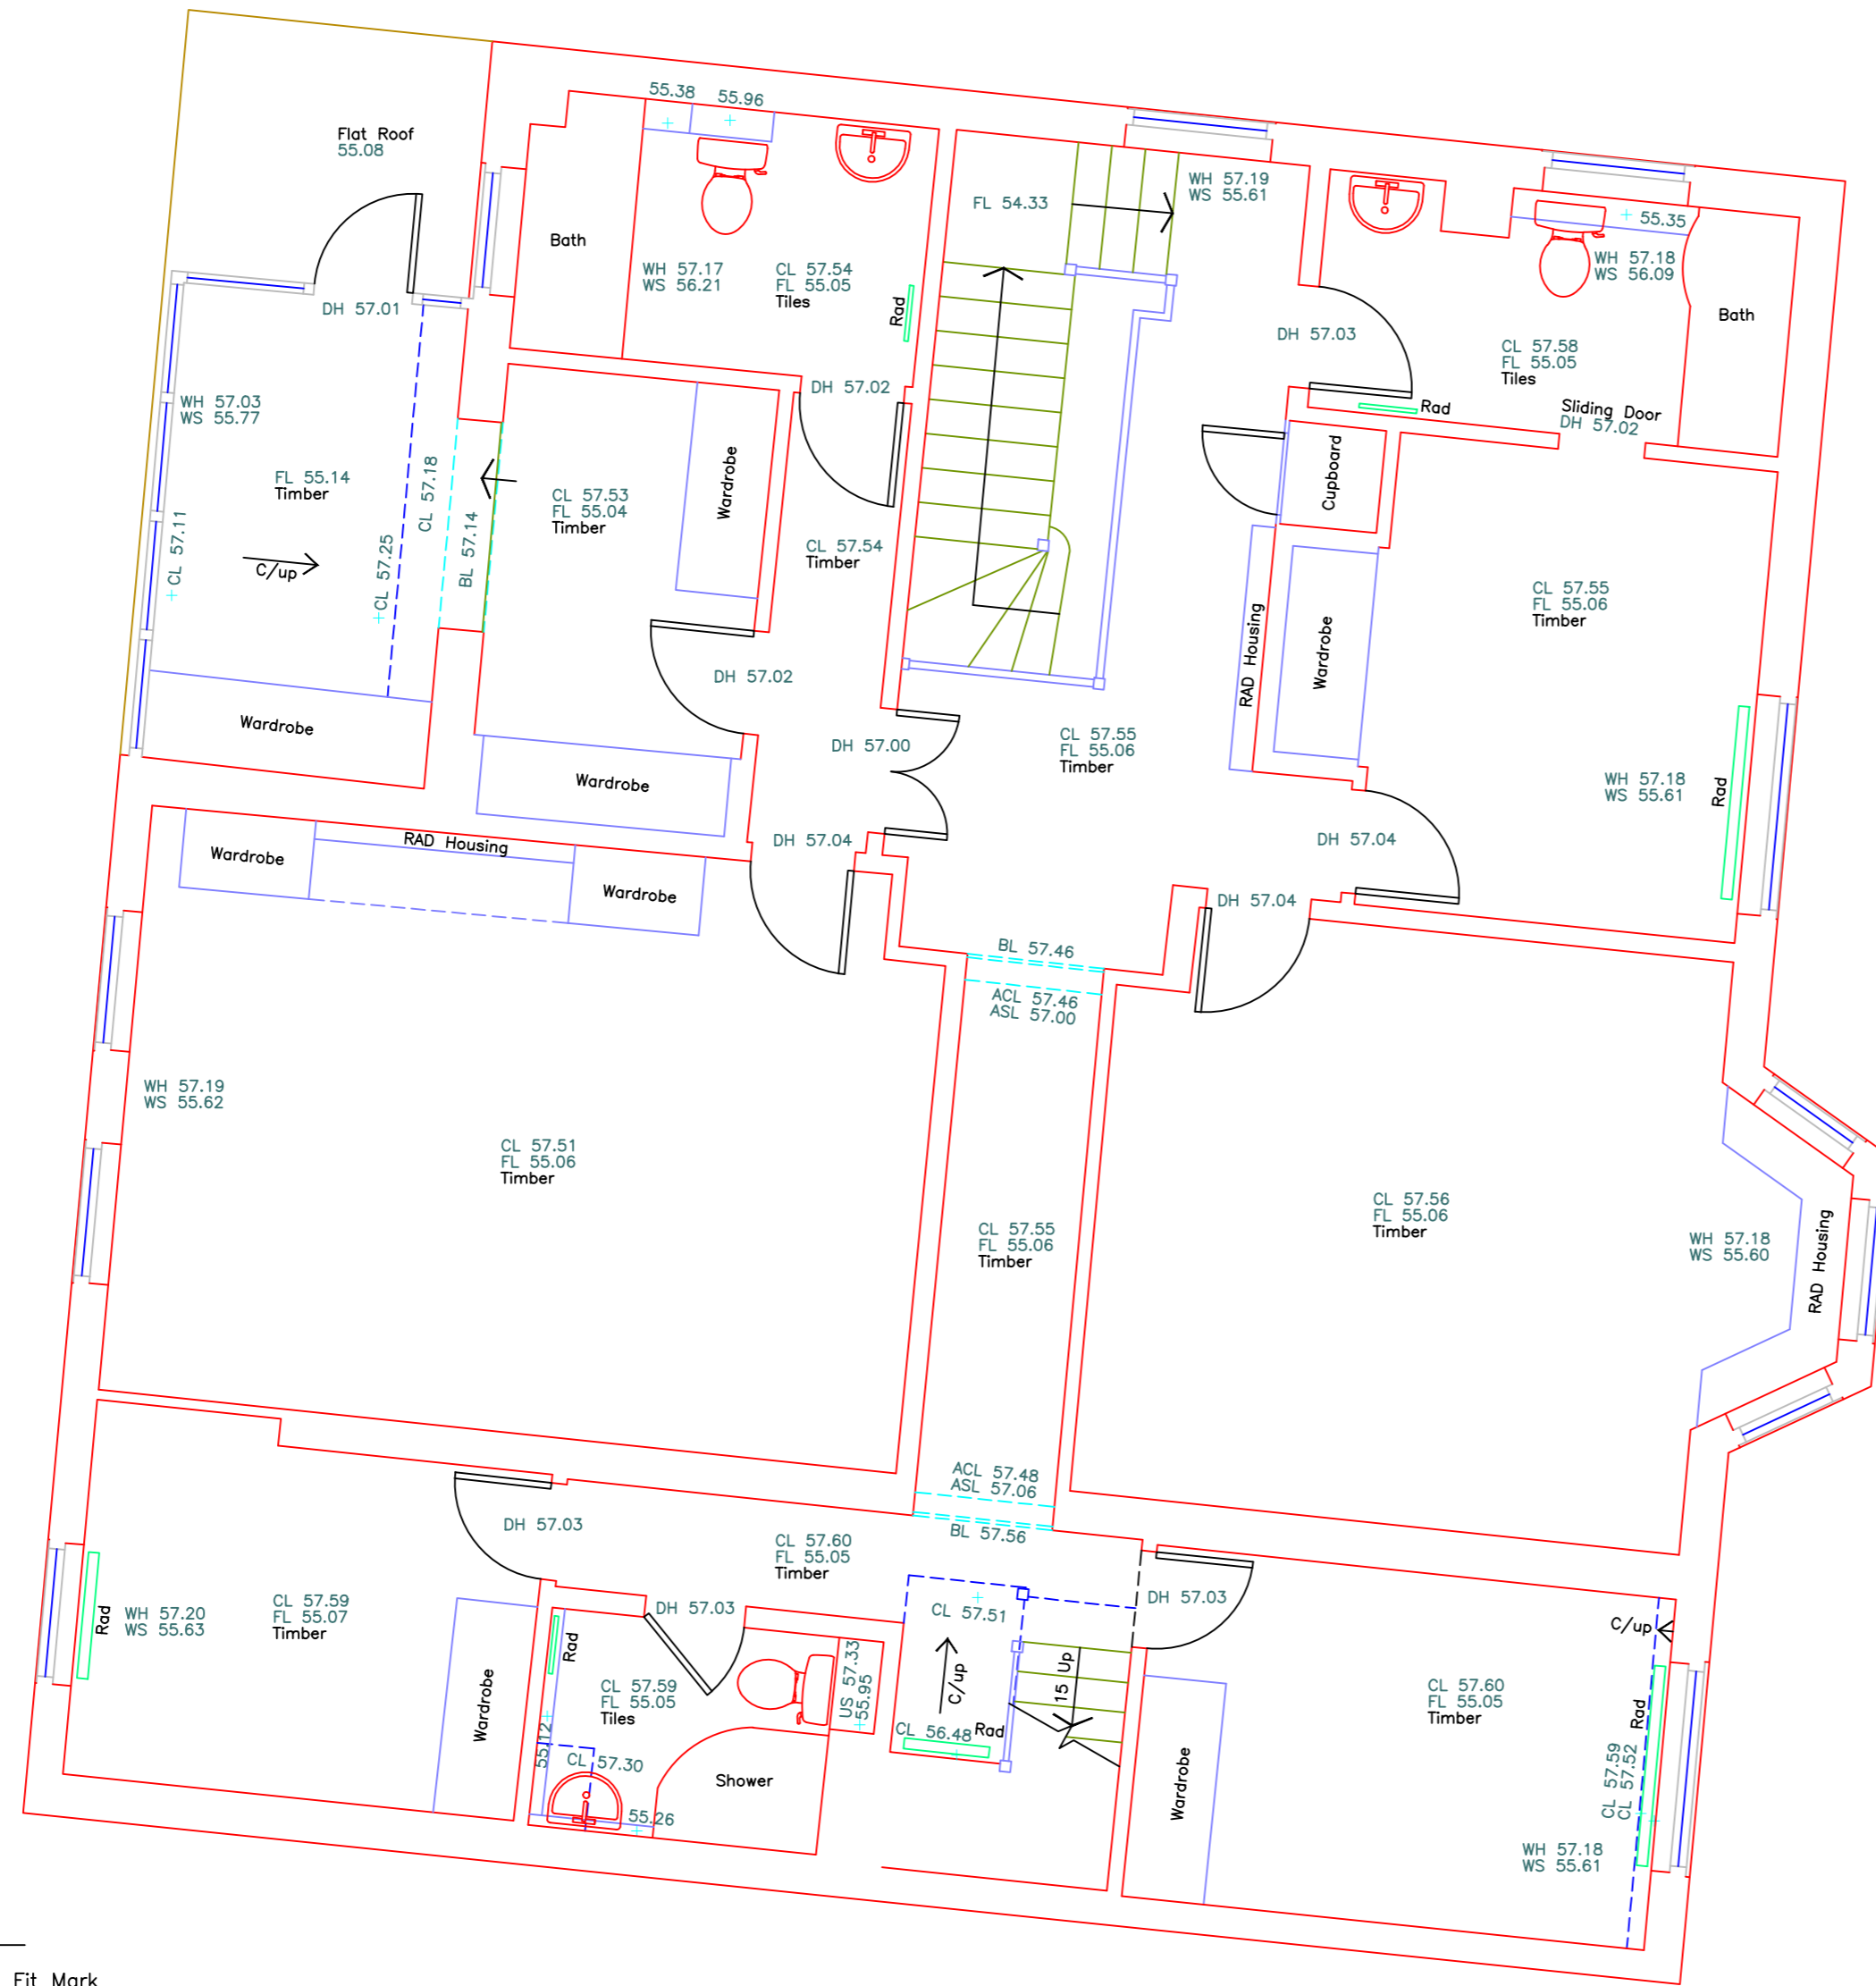 55.38
55.96
Flat Roof
55.08
Bath
WH 57.17
WS 56.21
CL 57.54
FL 55.05
Tiles
Rad
FL 54.33
WH 57.19
WS 55.61
55.35
WH 57.18
WS 56.09
Bath
DH 57.01
DH 57.03
CL 57.58
FL 55.05
Tiles
Rad
Sliding Door
DH 57.02
WH 57.03
WS 55.77
DH 57.02
FL 55.14
Timber
CL 57.18
BL 57.14
CL 57.11
CL 57.25
C/up
CL 57.53
FL 55.04
Timber
Wardrobe
CL 57.54
Timber
Cupboard
CL 57.55
FL 55.06
Timber
RAD Housing
Wardrobe
DH 57.02
Wardrobe
DH 57.00
CL 57.55
FL 55.06
Timber
Wardrobe
WH 57.18
WS 55.61
Rad
DH 57.04
DH 57.04
RAD Housing
Wardrobe
Wardrobe
DH 57.04
BL 57.46
ACL 57.46
ASL 57.00
WH 57.19
WS 55.62
CL 57.51
FL 55.06
Timber
CL 57.55
FL 55.06
Timber
CL 57.56
FL 55.06
Timber
WH 57.18
WS 55.60
RAD Housing
ACL 57.48
ASL 57.06
BL 57.56
DH 57.03
CL 57.60
FL 55.05
Timber
DH 57.03
DH 57.03
CL 57.51
CL 57.59
FL 55.07
Timber
WH 57.20
WS 55.63
Rad
Wardrobe
Rad
CL 57.59
FL 55.05
Tiles
US 57.33
55.95
C/up
15 Up
CL 56.48
Rad
55.12
CL 57.30
Shower
55.26
Wardrobe
C/up
CL 57.60
FL 55.05
Timber
Rad
CL 57.59
CL 57.52
WH 57.18
WS 55.61
Fit Mark